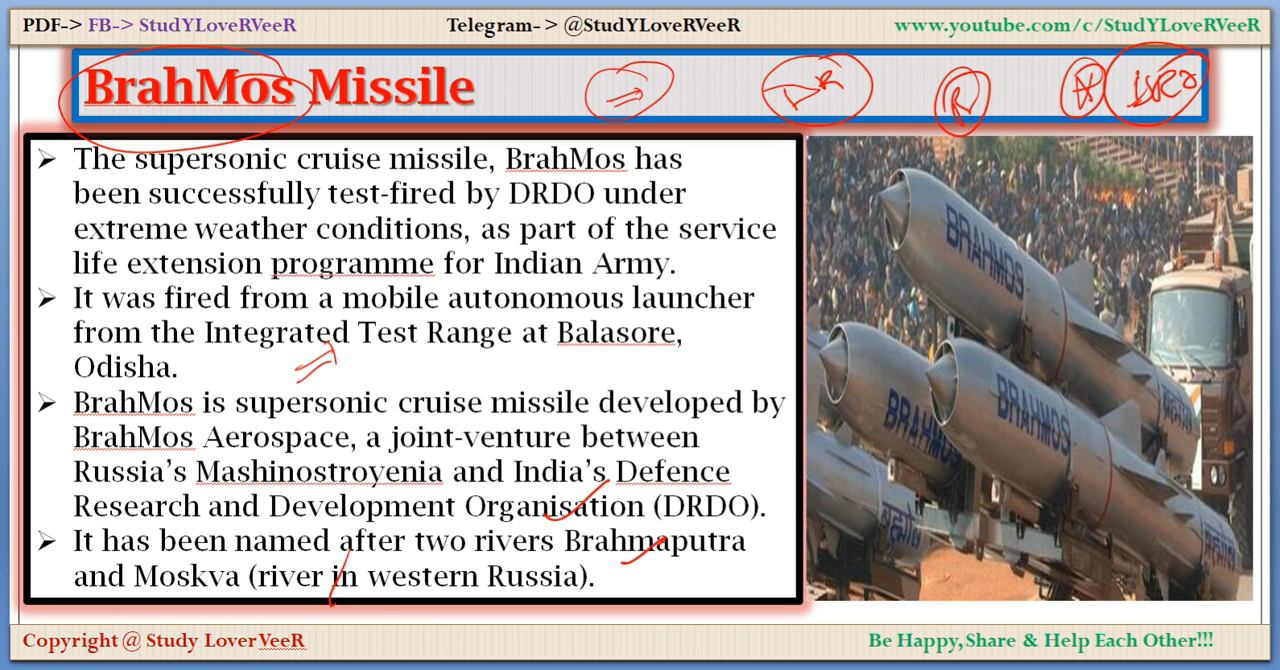 PDF-> FB-> StudYLoveRVeeR
Telegram- > @StudYLoveRVeeR
www.youtube.com/c/StudYLoveRVeeR
BrahMos Missile
R
ISRO
➢ The supersonic cruise missile, BrahMos has
been successfully test-fired by DRDO under
extreme weather conditions, as part of the service
life extension programme for Indian Army.
➢ It was fired from a mobile autonomous launcher
from the Integrated Test Range at Balasore,
Odisha.
➢ BrahMos is supersonic cruise missile developed by
BrahMos Aerospace, a joint-venture between
Russia's Mashinostroyenia and India's Defence
Research and Development Organisation (DRDO).
➢ It has been named after two rivers Brahmaputra
and Moskva (river in western Russia).
BRAHMOS
BRAHMOS
BRAHMOS
ब्रह्मोस
Copyright @ Study LoverVeeR
Be Happy,Share & Help Each Other!!!